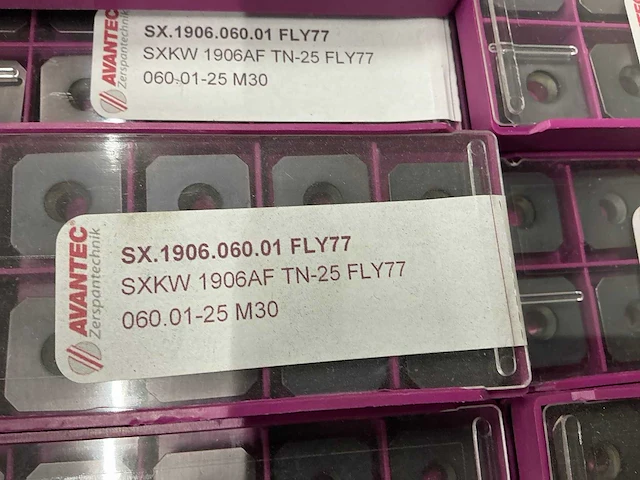 AVANTEC
Zerspantechnik
SX.1906.060.01 FLY77
SXKW 1906AF TN-25 FLY77
060.01-25 M30
AVANTEC®
Zerspantechnik
SX.1906.060.01 FLY77
SXKW 1906AF TN-25 FLY77
060.01-25 M30